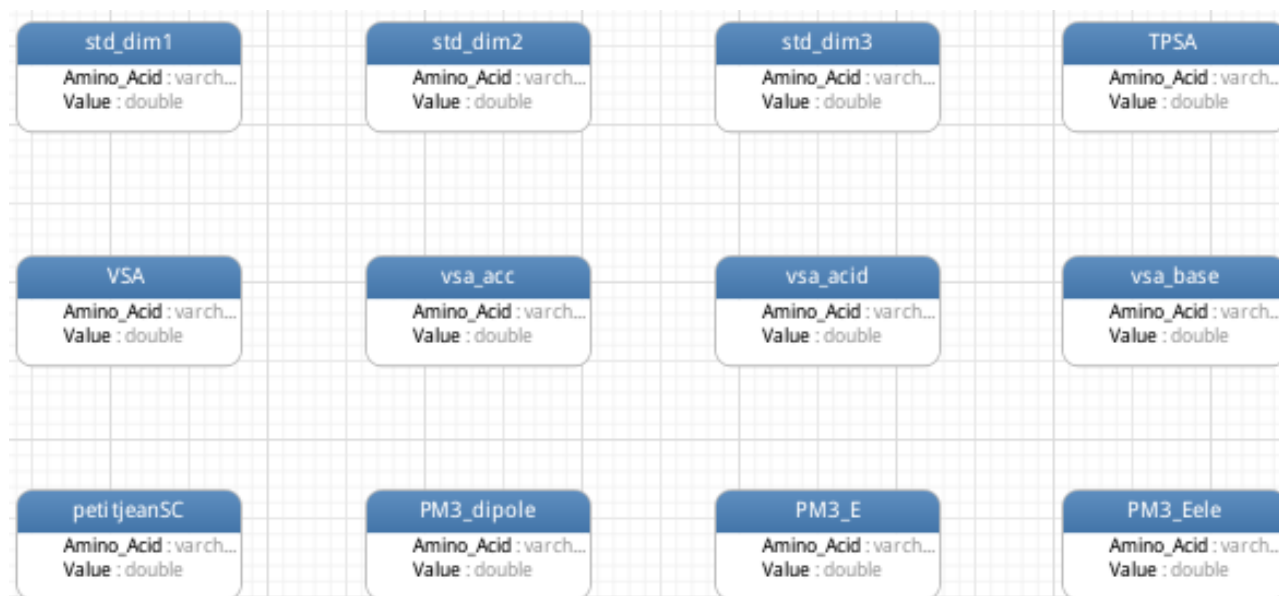 std_dim1 std_dim2 std_dim3 TPSA
Amino_Acid : varch... Amino_Acid : varch... Amino_Acid : varch... Amino_Acid : varch...
Value : double Value : double Value : double Value : double
VSA vsa_acc vsa_acid vsa_base
Amino_Acid : varch... Amino_Acid : varch... Amino_Acid : varch... Amino_Acid : varch...
Value : double Value : double Value : double Value : double
petitjeanSC PM3_dipole PM3_E PM3_Eele
Amino_Acid : varch... Amino_Acid : varch... Amino_Acid : varch... Amino_Acid : varch...
Value : double Value : double Value : double Value : double